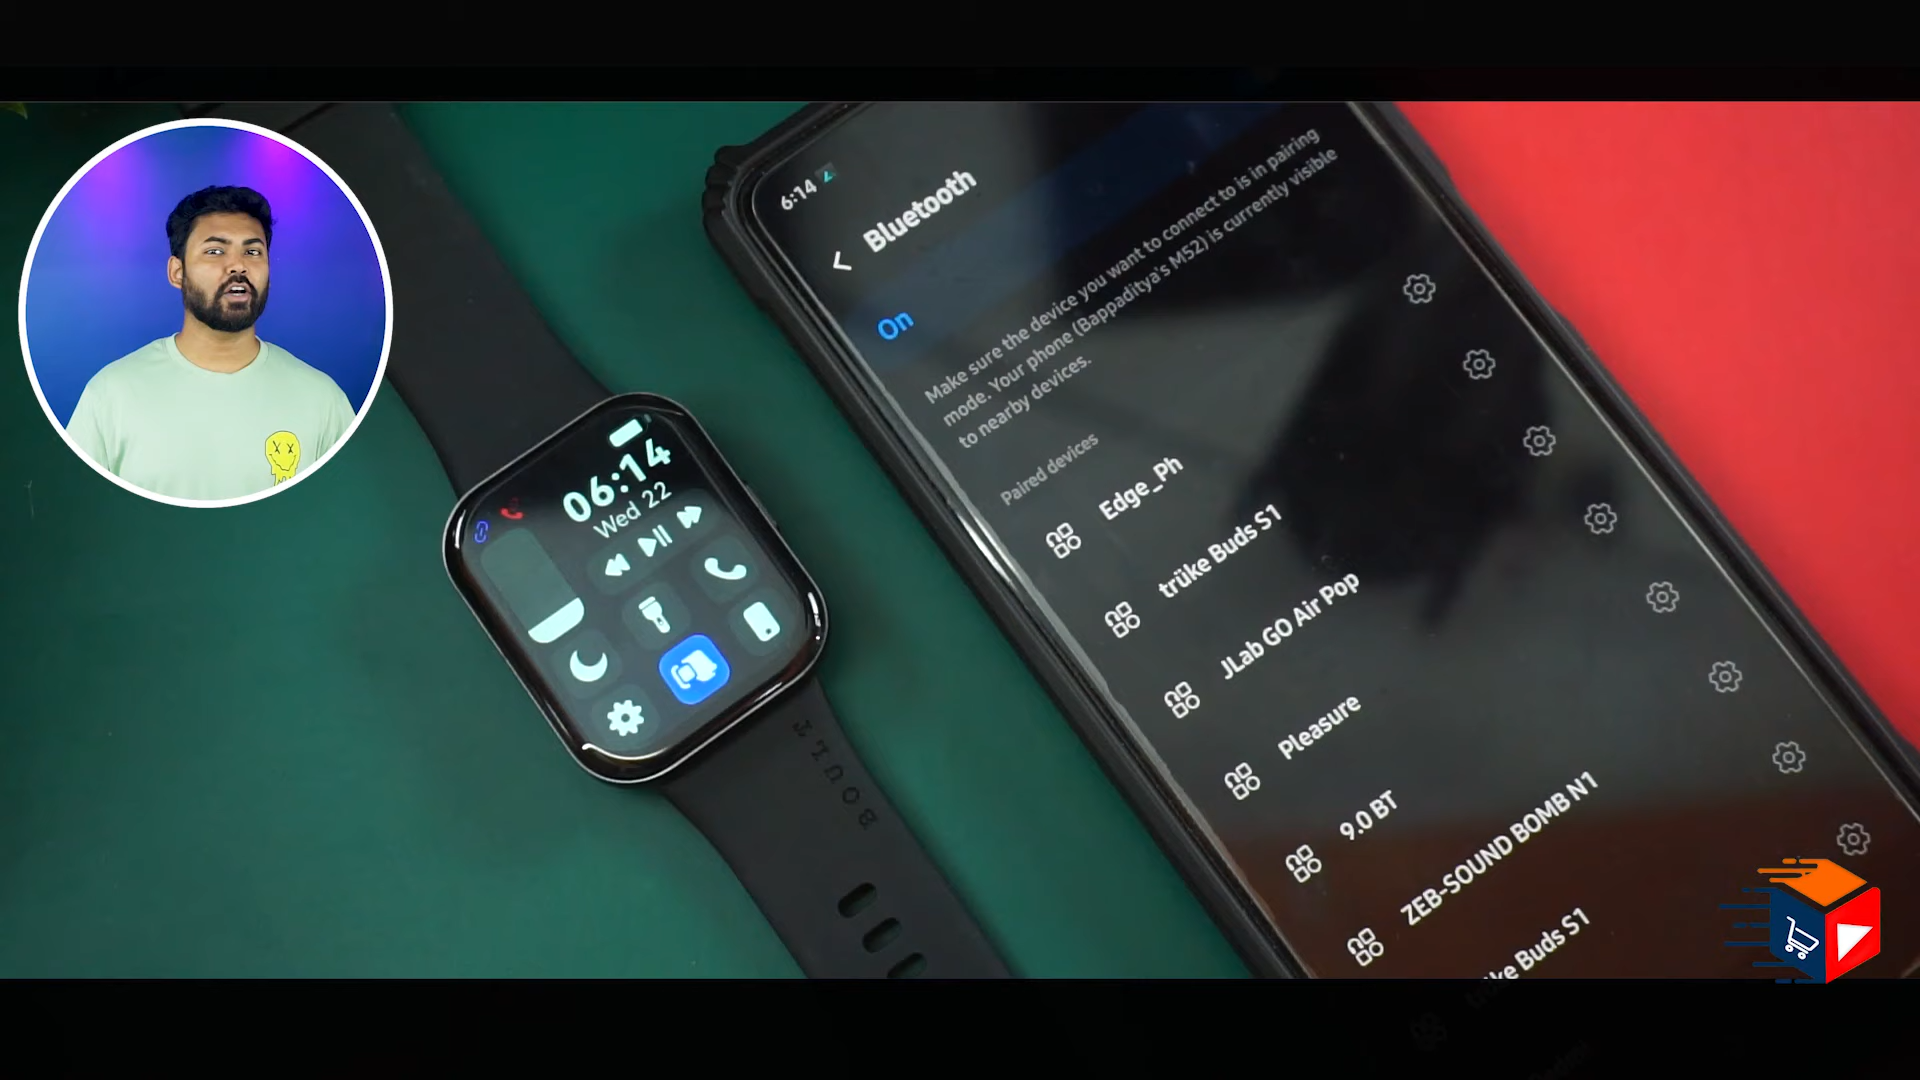 6:14
Bluetooth
On
Make sure the device you want to connect to is in pairing
mode. Your phone (Bappaditya's M52) is currently visible
to nearby devices.
Paired devices
Edge_Ph
trüke Buds S1
JLab GO Air Pop
Pleasure
9.0 BT
ZEB-SOUND BOMB N1
Buds S1
06:14
Wed 22
BOULT